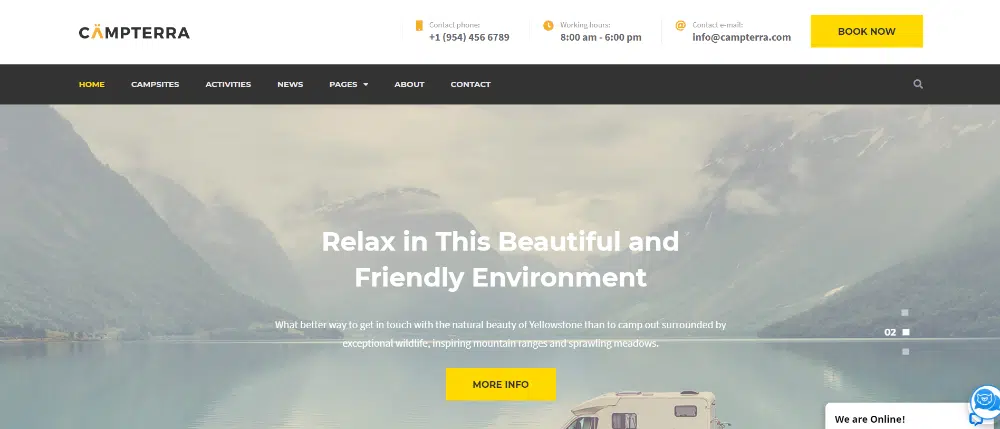 CAMPTERRA
Contact phone:
+1 (954) 456 6789
Working hours:
8:00 am - 6:00 pm
Contact e-mail:
info@campterra.com
BOOK NOW
HOME CAMPSITES ACTIVITIES NEWS PAGES ABOUT CONTACT
Relax in This Beautiful and
Friendly Environment
What better way to get in touch with the natural beauty of Yellowstone than to camp out surrounded by
exceptional wildlife, inspiring mountain ranges and sprawling meadows.
02
MORE INFO
We are Online!